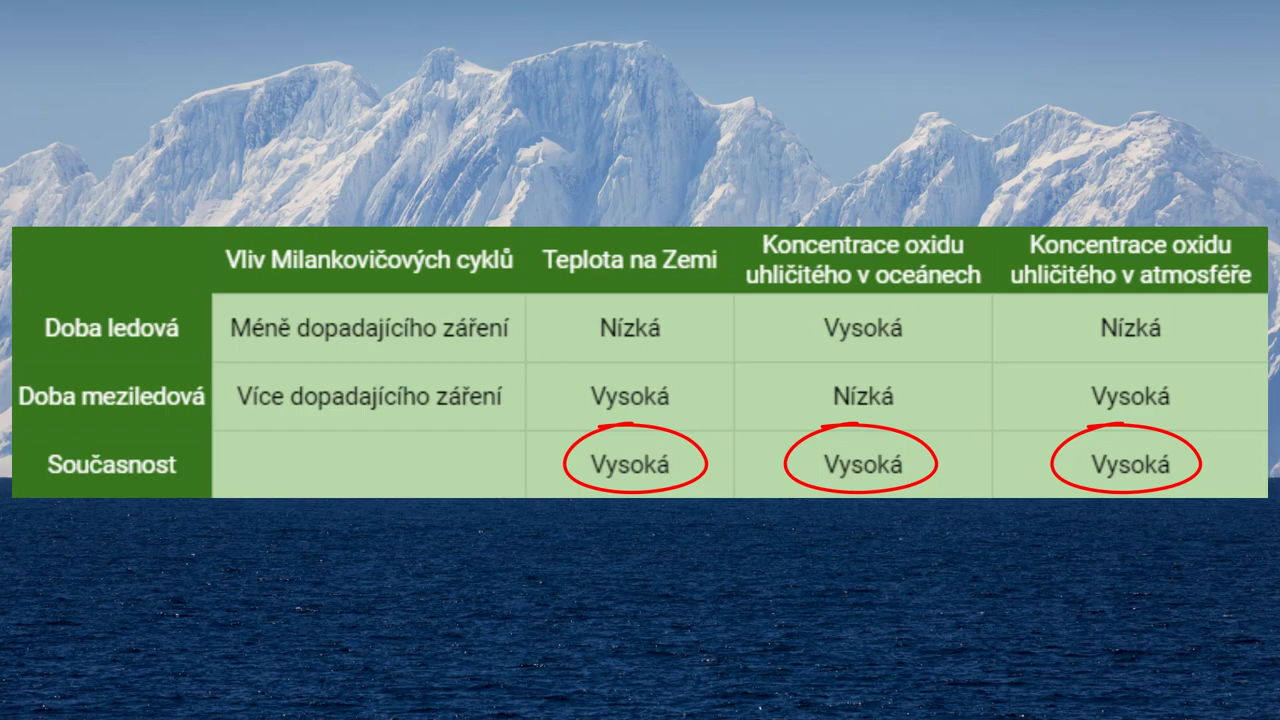 Vliv Milankovičových cyklů Teplota na Zemi Koncentrace oxidu uhličitého v oceánech Koncentrace oxidu uhličitého v atmosféře
Doba ledová Méně dopadajícího záření Nízká Vysoká Nízká
Doba meziledová Více dopadajícího záření Vysoká Nízká Vysoká
Současnost Vysoká Vysoká Vysoká